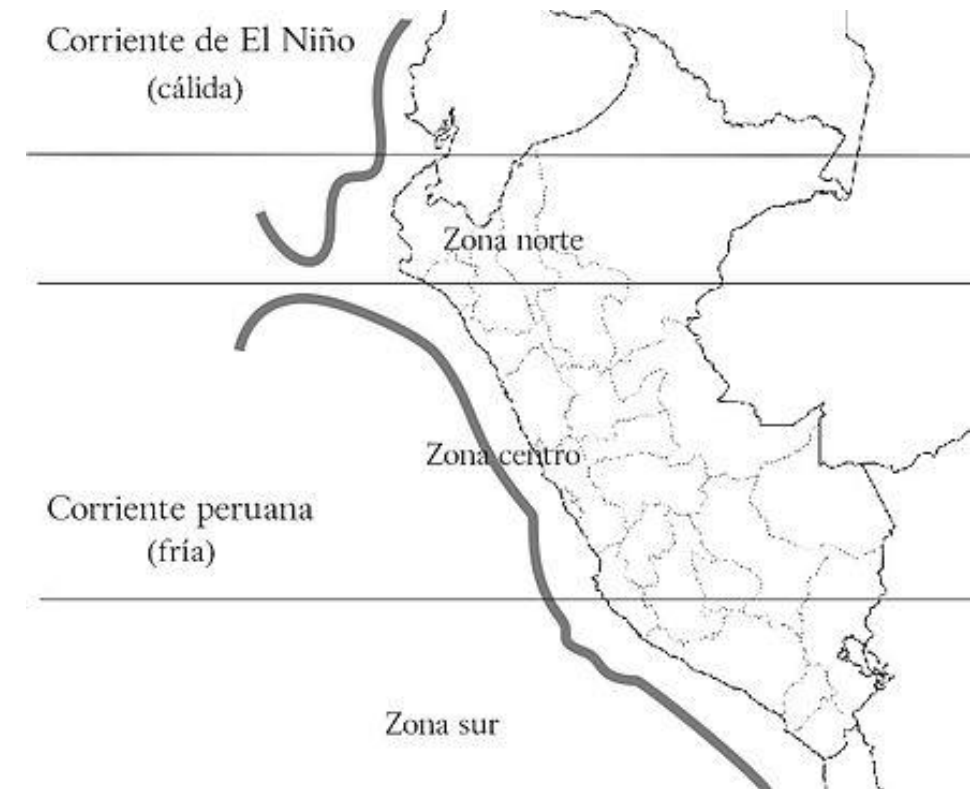 Corriente de El Niño
(cálida)
Zona norte
Zona centro
Corriente peruana
(fría)
Zona sur